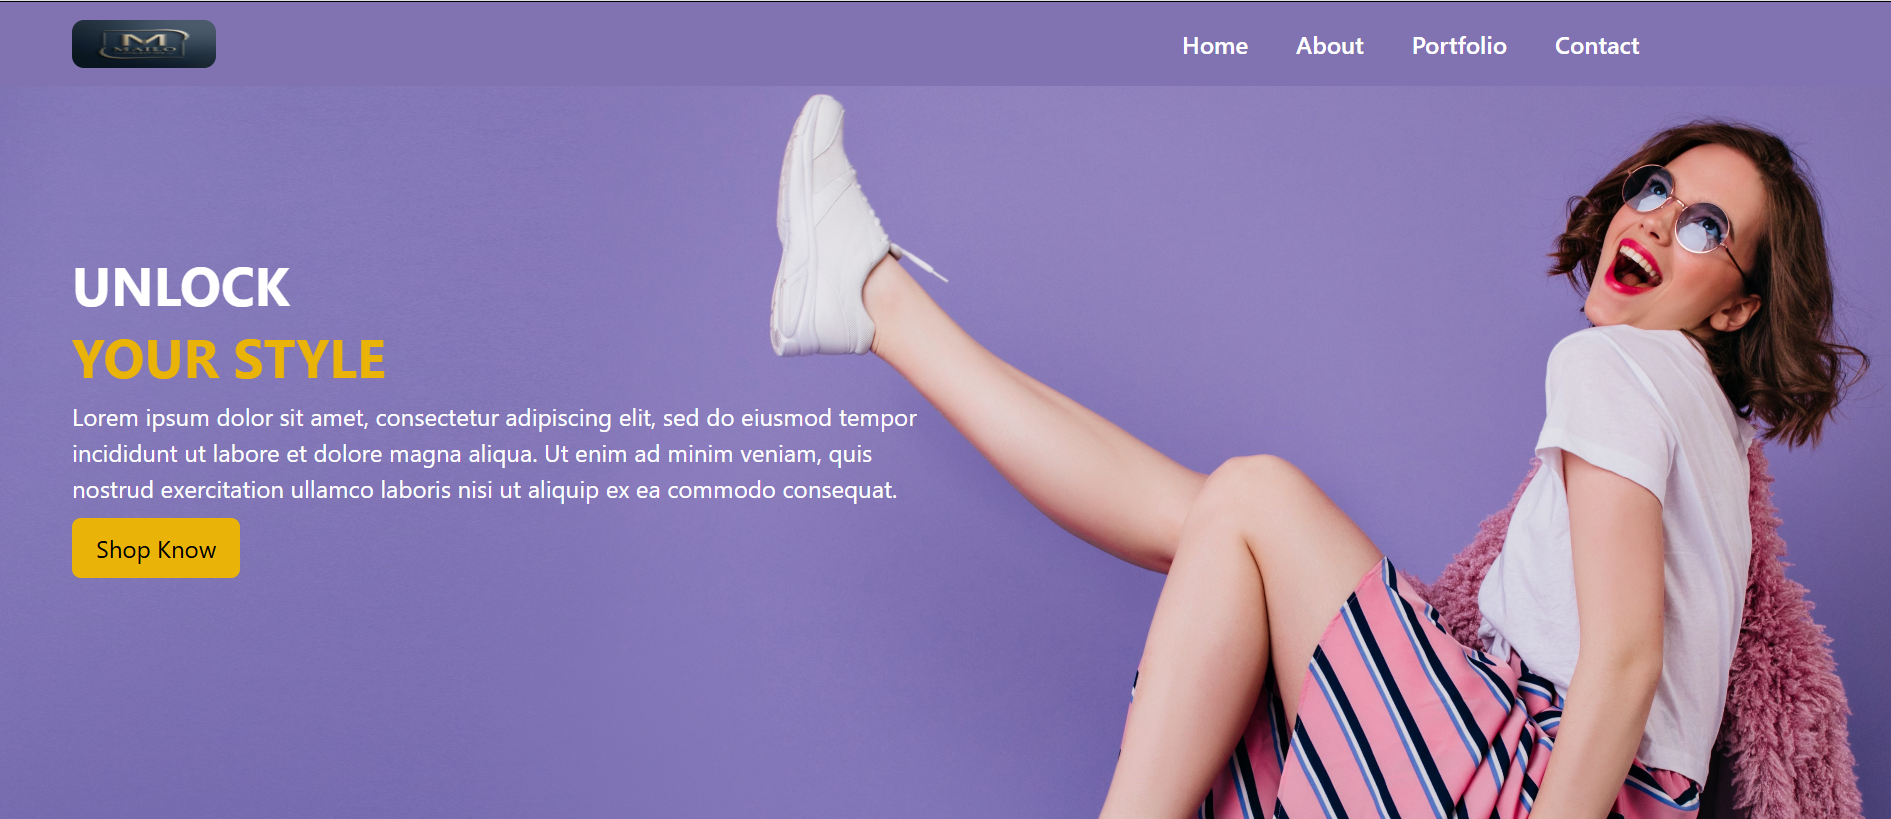 M
MAILO
Home About Portfolio Contact
UNLOCK
YOUR STYLE
Lorem ipsum dolor sit amet, consectetur adipiscing elit, sed do eiusmod tempor
incididunt ut labore et dolore magna aliqua. Ut enim ad minim veniam, quis
nostrud exercitation ullamco laboris nisi ut aliquip ex ea commodo consequat.
Shop Know